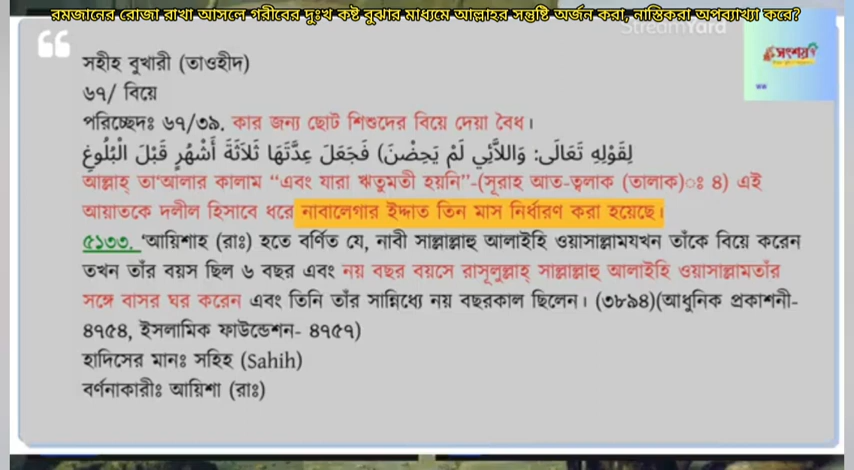 রমজানের রোজা রাখা আসলে গরীবের দুঃখ কষ্ট বুঝার মাধ্যমে আল্লাহর সন্তুষ্টি অর্জন করা, নাস্তিকরা অপব্যাখ্যা করে?
StreamYard
সংশয়
সহীহ বুখারী (তাওহীদ)
৬৭/ বিয়ে
পরিচ্ছেদঃ ৬৭/৩৯. কার জন্য ছোট শিশুদের বিয়ে দেয়া বৈধ।
لِقَوْلِهِ تَعَالَى: وَاللاَّئِي لَمْ يَحِضْنَ) فَجَعَلَ عِدَّتَهَا ثَلاَثَةَ أَشْهُرٍ قَبْلَ الْبُلُوغِ
আল্লাহ্ তা'আলার কালাম “এবং যারা ঋতুমতী হয়নি”-(সূরাহ আত-ত্বলাক (তালাক)ঃ ৪) এই
আয়াতকে দলীল হিসাবে ধরে নাবালেগার ইদ্দাত তিন মাস নির্ধারণ করা হয়েছে।
৫১৩৩. 'আয়িশাহ (রাঃ) হতে বর্ণিত যে, নাবী সাল্লাল্লাহু আলাইহি ওয়াসাল্লামযখন তাঁকে বিয়ে করেন
তখন তাঁর বয়স ছিল ৬ বছর এবং নয় বছর বয়সে রাসূলুল্লাহ্ সাল্লাল্লাহু আলাইহি ওয়াসাল্লামতাঁর
সঙ্গে বাসর ঘর করেন এবং তিনি তাঁর সান্নিধ্যে নয় বছরকাল ছিলেন। (৩৮৯৪)(আধুনিক প্রকাশনী-
৪৭৫৪, ইসলামিক ফাউন্ডেশন- ৪৭৫৭)
হাদিসের মানঃ সহিহ (Sahih)
বর্ণনাকারীঃ আয়িশা (রাঃ)